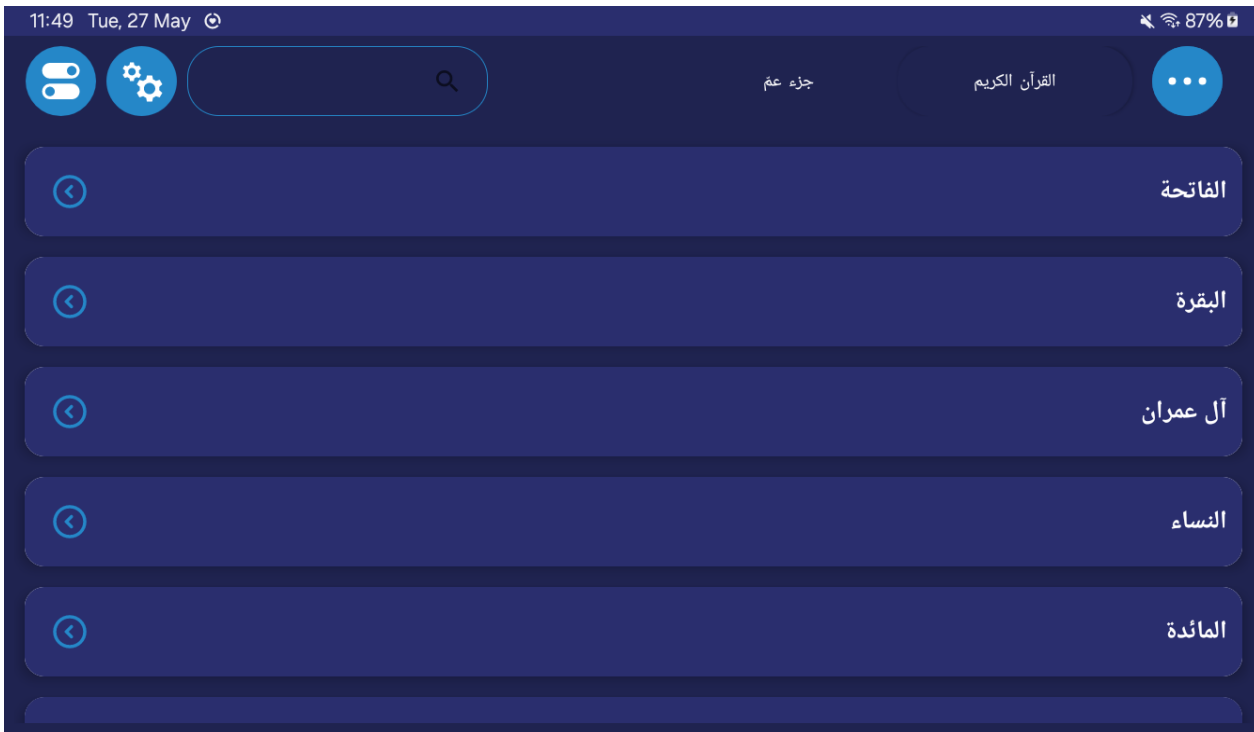 11:49 Tue, 27 May
87%
القرآن الكريم
جزء عمّ
الفاتحة
البقرة
آل عمران
النساء
المائدة